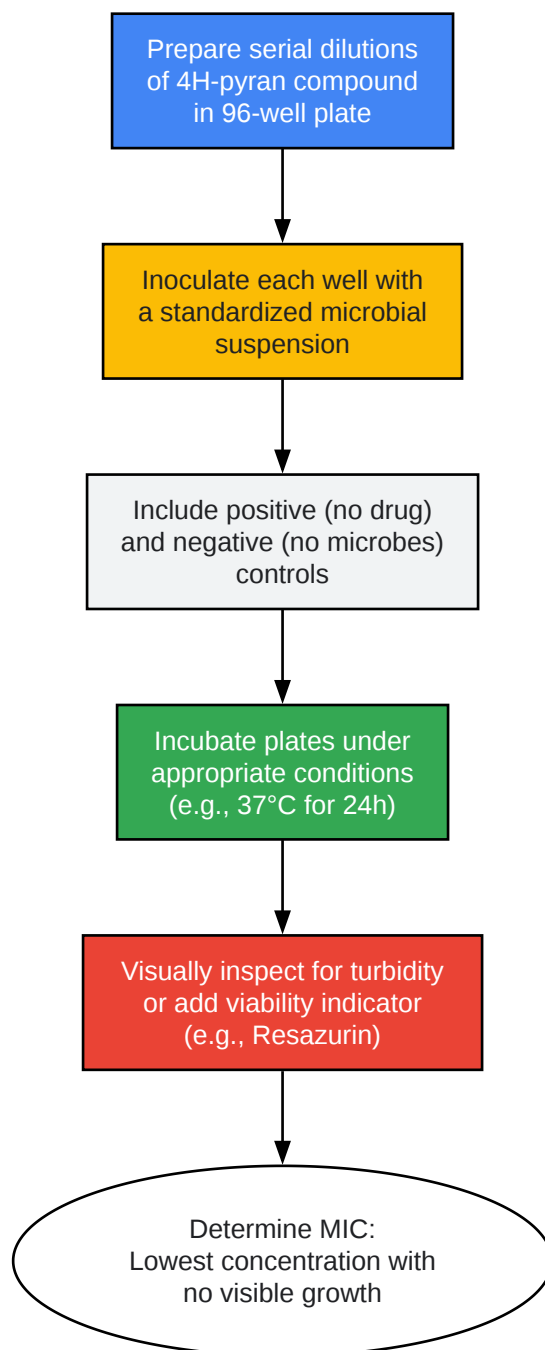 Prepare serial dilutions
of 4H-pyran compound
in 96-well plate
Inoculate each well with
a standardized microbial
suspension
Include positive (no drug)
and negative (no microbes)
controls
Incubate plates under
appropriate conditions
(e.g., 37°C for 24h)
Visually inspect for turbidity
or add viability indicator
(e.g., Resazurin)
Determine MIC:
Lowest concentration with
no visible growth